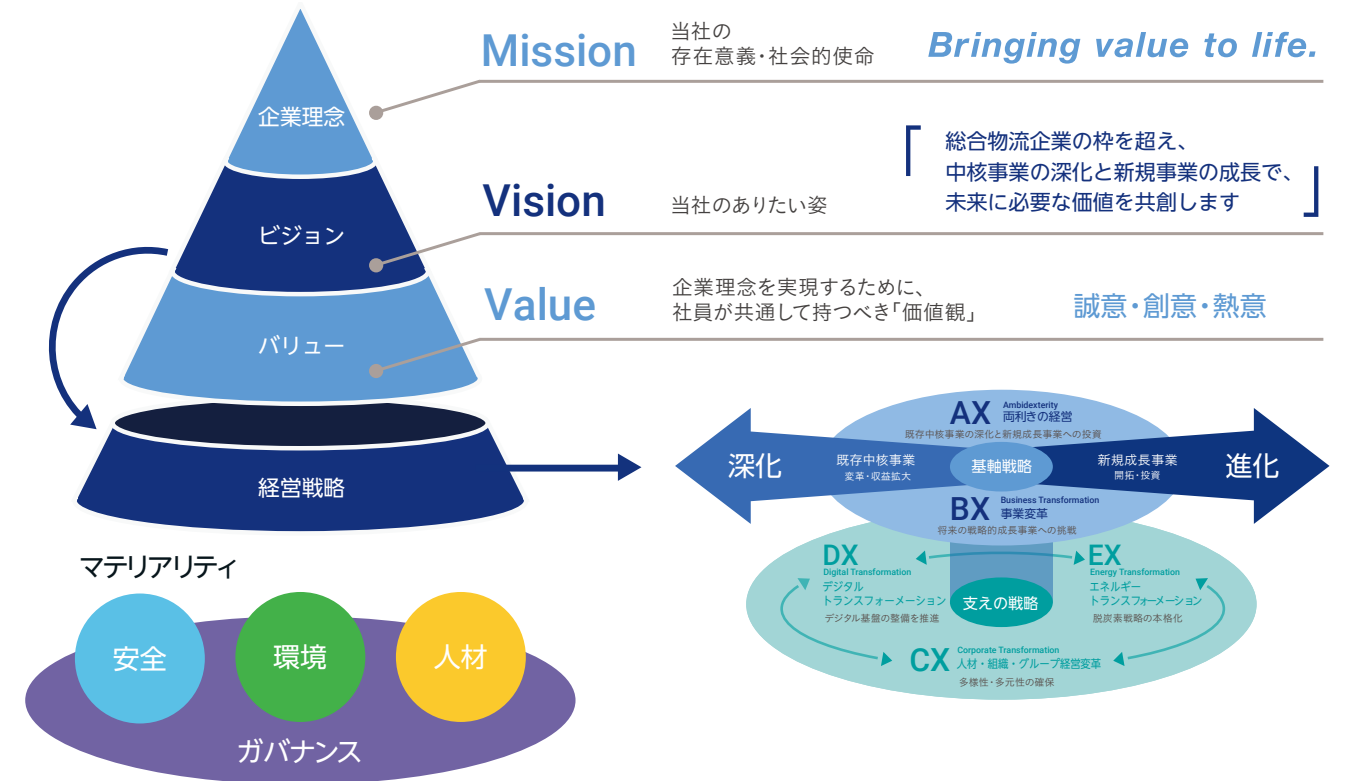 企業理念
ビジョン
バリュー
経営戦略
Mission
当社の
存在意義・社会的使命
Bringing value to life.
Vision
当社のありたい姿
「総合物流企業の枠を超え、
中核事業の深化と新規事業の成長で、
未来に必要な価値を共創します」
Value
企業理念を実現するために、
社員が共通して持つべき「価値観」
誠意・創意・熱意
AX
Ambidexterity
両利きの経営
既存中核事業の深化と新規成長事業への投資
深化
既存中核事業
変革・収益拡大
基軸戦略
新規成長事業
開拓・投資
進化
BX
Business Transformation
事業変革
将来の戦略的成長事業への挑戦
DX
Digital Transformation
デジタル
トランスフォーメーション
デジタル基盤の整備を推進
支えの戦略
EX
Energy Transformation
エネルギー
トランスフォーメーション
脱炭素戦略の本格化
CX
Corporate Transformation
人材・組織・グループ経営変革
多様性・多元性の確保
マテリアリティ
安全
環境
人材
ガバナンス